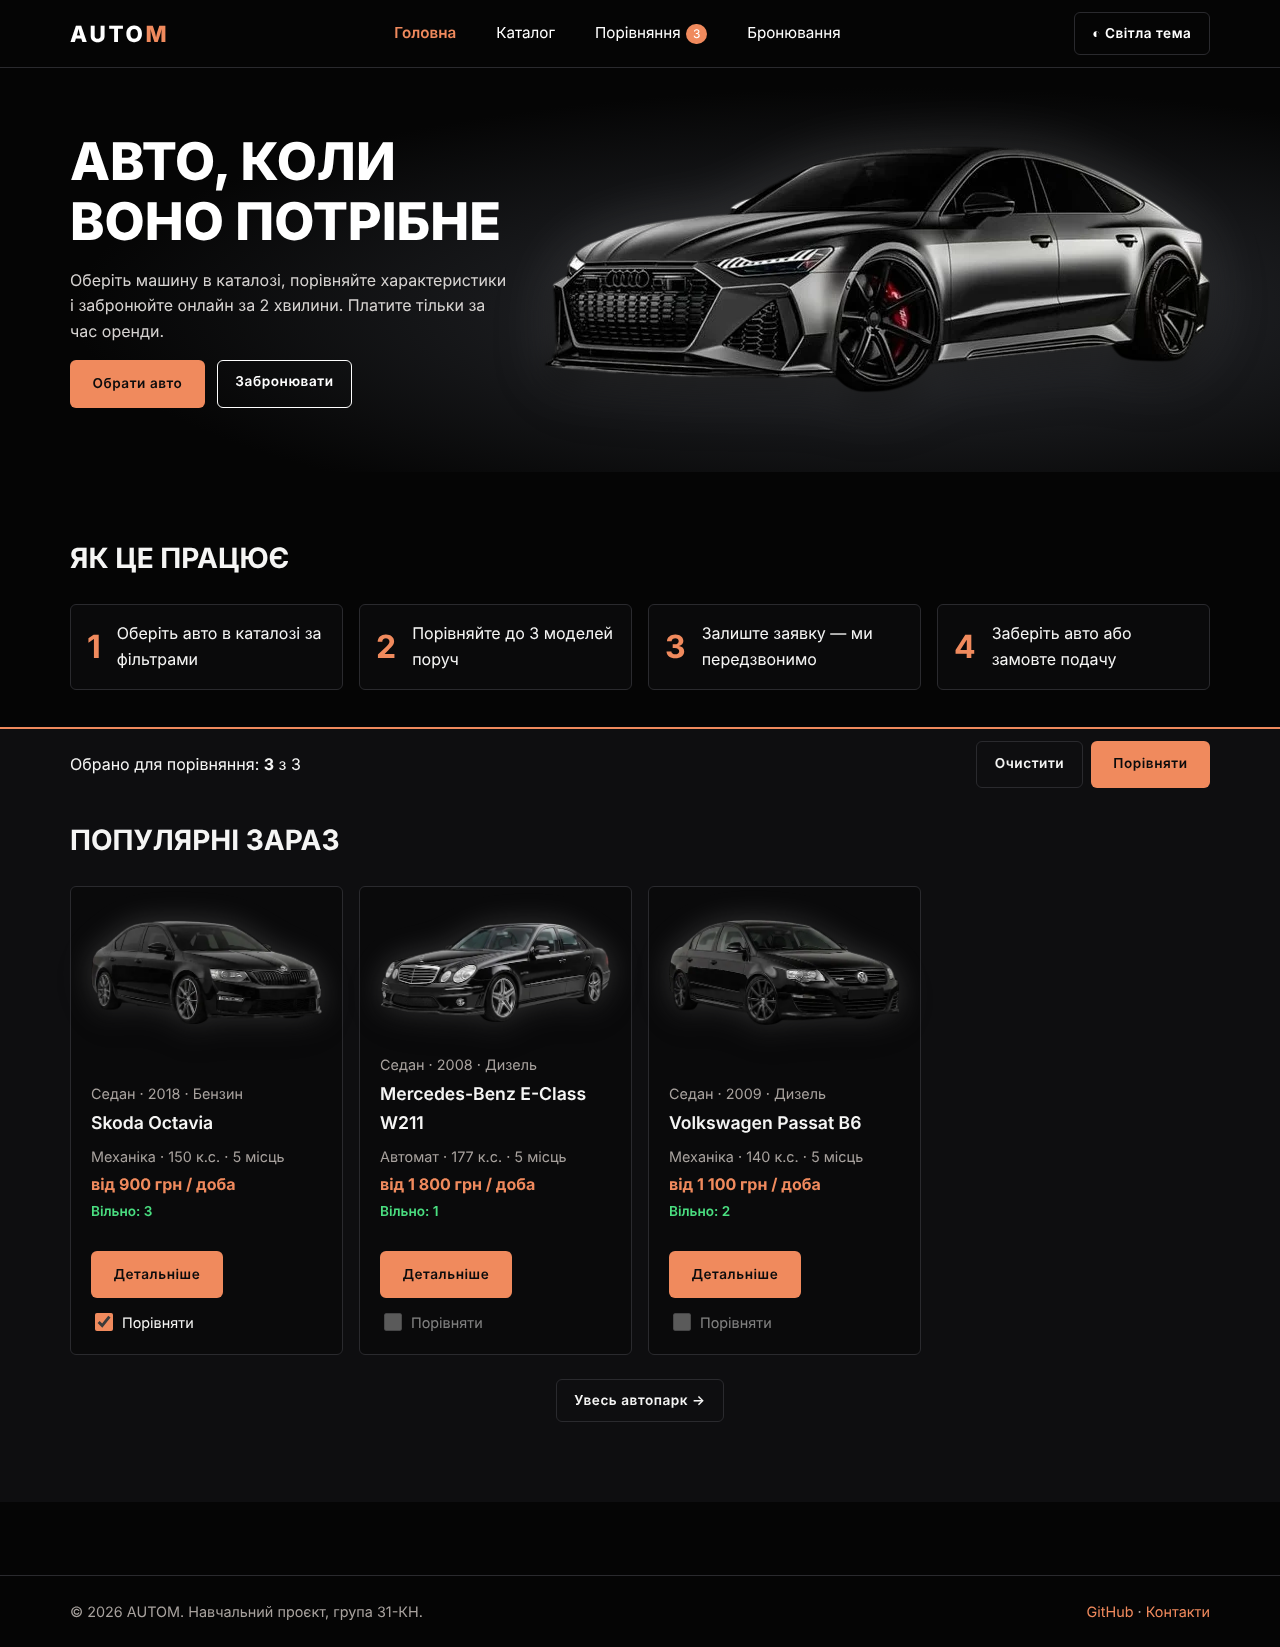 AUTOM
Головна
Каталог
Порівняння 3
Бронювання
Світла тема
АВТО, КОЛИ
ВОНО ПОТРІБНЕ
Оберіть машину в каталозі, порівняйте характеристики
і забронюйте онлайн за 2 хвилини. Платите тільки за
час оренди.
Обрати авто
Забронювати
ЯК ЦЕ ПРАЦЮЄ
1
Оберіть авто в каталозі за
фільтрами
2
Порівняйте до 3 моделей
поруч
3
Залиште заявку — ми
передзвонимо
4
Заберіть авто або
замовте подачу
Обрано для порівняння: 3 з 3
Очистити
Порівняти
ПОПУЛЯРНІ ЗАРАЗ
Седан · 2018 · Бензин
Skoda Octavia
Механіка · 150 к.с. · 5 місць
від 900 грн / доба
Вільно: 3
Детальніше
Порівняти
Седан · 2008 · Дизель
Mercedes-Benz E-Class
W211
Автомат · 177 к.с. · 5 місць
від 1 800 грн / доба
Вільно: 1
Детальніше
Порівняти
Седан · 2009 · Дизель
Volkswagen Passat B6
Механіка · 140 к.с. · 5 місць
від 1 100 грн / доба
Вільно: 2
Детальніше
Порівняти
Увесь автопарк →
© 2026 AUTOM. Навчальний проєкт, група 31-КН.
GitHub · Контакти